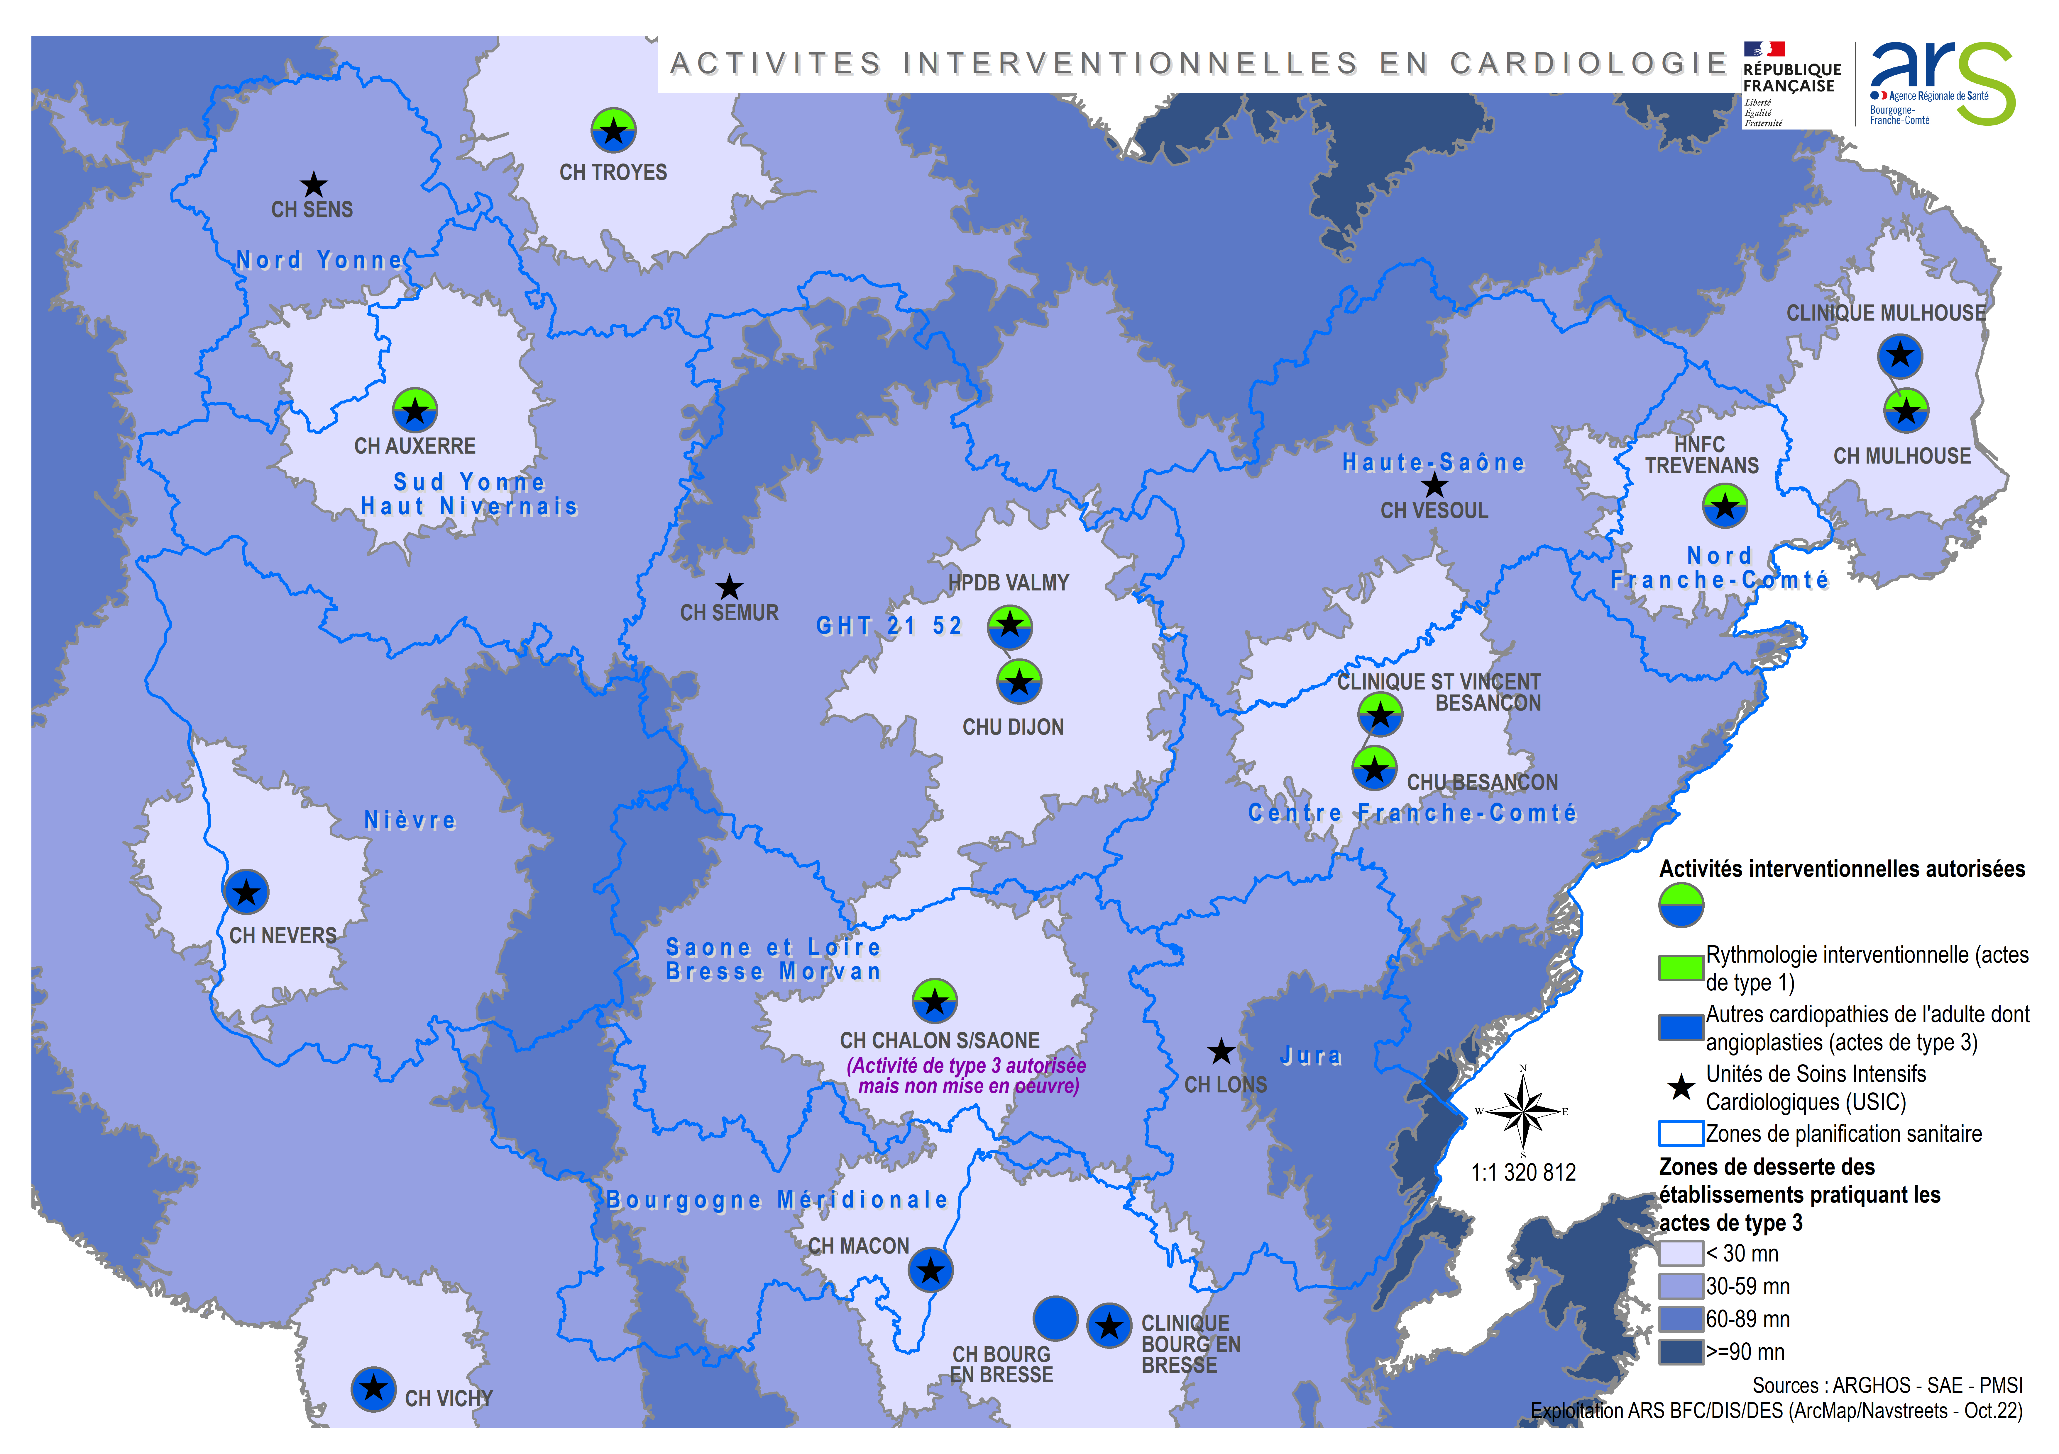 ACTIVITES INTERVENTIONNELLES EN CARDIOLOGIE
RÉPUBLIQUE
FRANÇAISE
Liberté
Égalité
Fraternité
ars
Agence Régionale de Santé
Bourgogne-
Franche-Comté
CH TROYES
CH SENS
Nord Yonne
CLINIQUE MULHOUSE
CH MULHOUSE
CH AUXERRE
Sud Yonne
Haut Nivernais
HNFC
TREVENANS
Haute-Saône
CH VESOUL
Nord
Franche-Comté
HPDB VALMY
CH SEMUR
GHT 21 52
CHU DIJON
CLINIQUE ST VINCENT
BESANCON
CHU BESANCON
Centre Franche-Comté
Nièvre
CH NEVERS
Saone et Loire
Bresse Morvan
CH CHALON S/SAONE
(Activité de type 3 autorisée
mais non mise en oeuvre)
CH LONS
Jura
Bourgogne Méridionale
CH MACON
CH BOURG
EN BRESSE
CLINIQUE
BOURG EN
BRESSE
CH VICHY
N
W
E
S
1:1 320 812
Activités interventionnelles autorisées
Rythmologie interventionnelle (actes
de type 1)
Autres cardiopathies de l'adulte dont
angioplasties (actes de type 3)
Unités de Soins Intensifs
Cardiologiques (USIC)
Zones de planification sanitaire
Zones de desserte des
établissements pratiquant les
actes de type 3
< 30 mn
30-59 mn
60-89 mn
>=90 mn
Sources : ARGHOS - SAE - PMSI
Exploitation ARS BFC/DIS/DES (ArcMap/Navstreets - Oct.22)